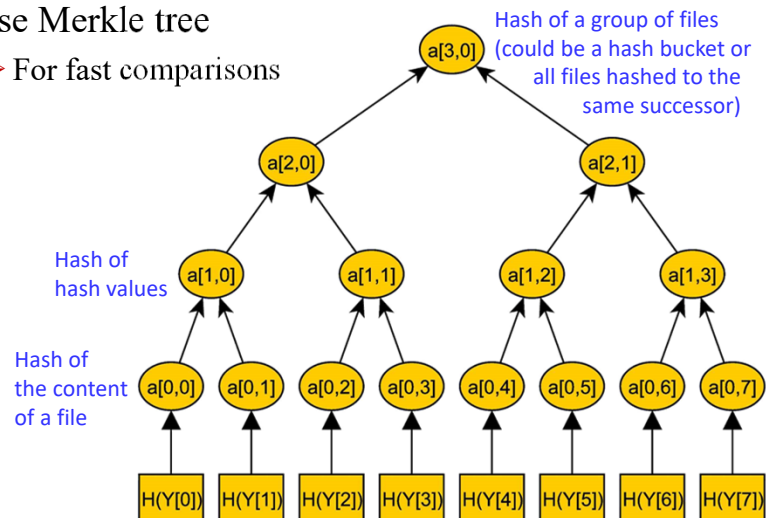 se Merkle tree
For fast comparisons
Hash of a group of files
(could be a hash bucket or
all files hashed to the
same successor)
a[3,0]
a[2,0] a[2,1]
Hash of
hash values
a[1,0] a[1,1] a[1,2] a[1,3]
Hash of
the content
of a file
a[0,0] a[0,1] a[0,2] a[0,3] a[0,4] a[0,5] a[0,6] a[0,7]
H(Y[0]) H(Y[1]) H(Y[2]) H(Y[3]) H(Y[4]) H(Y[5]) H(Y[6]) H(Y[7])